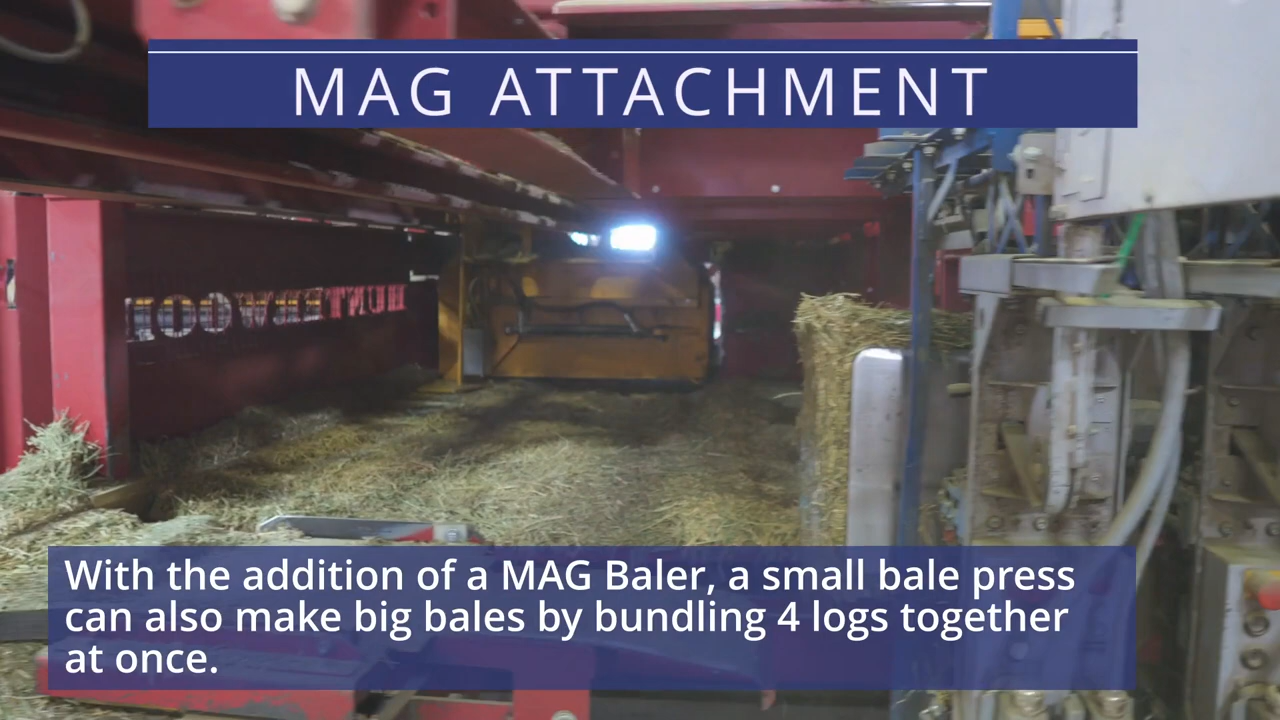 MAG ATTACHMENT
HUNTERWOOD
With the addition of a MAG Baler, a small bale press
can also make big bales by bundling 4 logs together
at once.